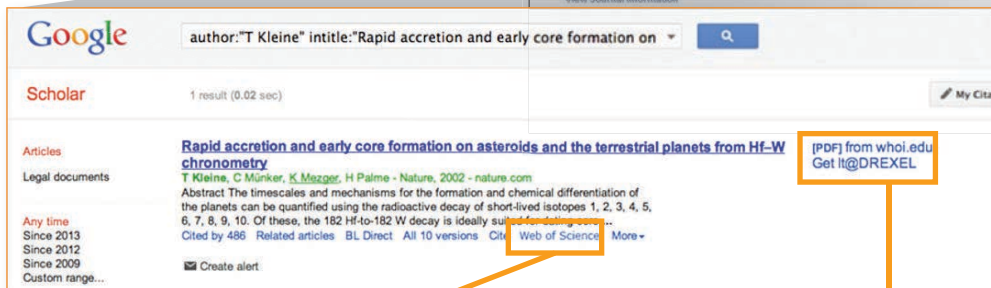 View Journal Information
Google
author:"T Kleine" intitle:"Rapid accretion and early core formation on
Scholar
1 result (0.02 sec)
My Cita
Articles
Legal documents
Any time
Since 2013
Since 2012
Since 2009
Custom range...
Rapid accretion and early core formation on asteroids and the terrestrial planets from Hf–W
chronometry
T Kleine, C Münker, K Mezger, H Palme - Nature, 2002 - nature.com
Abstract The timescales and mechanisms for the formation and chemical differentiation of
the planets can be quantified using the radioactive decay of short-lived isotopes 1, 2, 3, 4, 5,
6, 7, 8, 9, 10. Of these, the 182 Hf-to-182 W decay is ideally suited for dating core ...
Cited by 486 Related articles BL Direct All 10 versions Cite Web of Science More
Create alert
[PDF] from whoi.edu
Get It@DREXEL